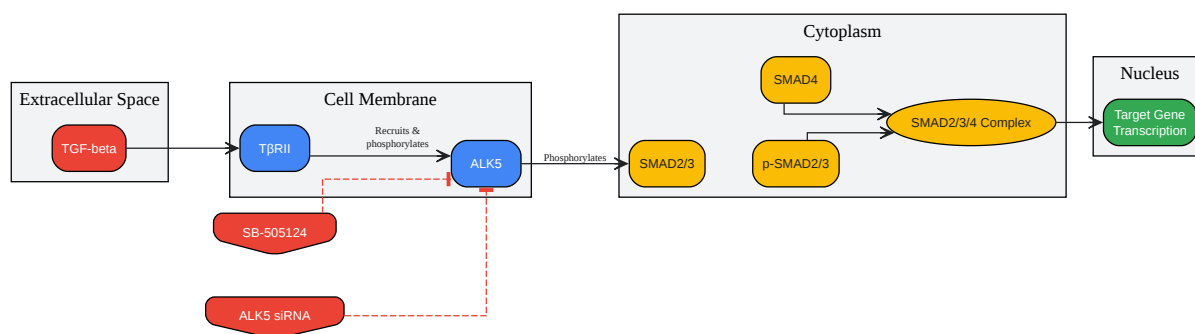 Extracellular Space
TGF-beta
Cell Membrane
TβRII
Recruits &
phosphorylates
ALK5
SB-505124
ALK5 siRNA
Phosphorylates
Cytoplasm
SMAD2/3
SMAD4
p-SMAD2/3
SMAD2/3/4 Complex
Nucleus
Target Gene
Transcription